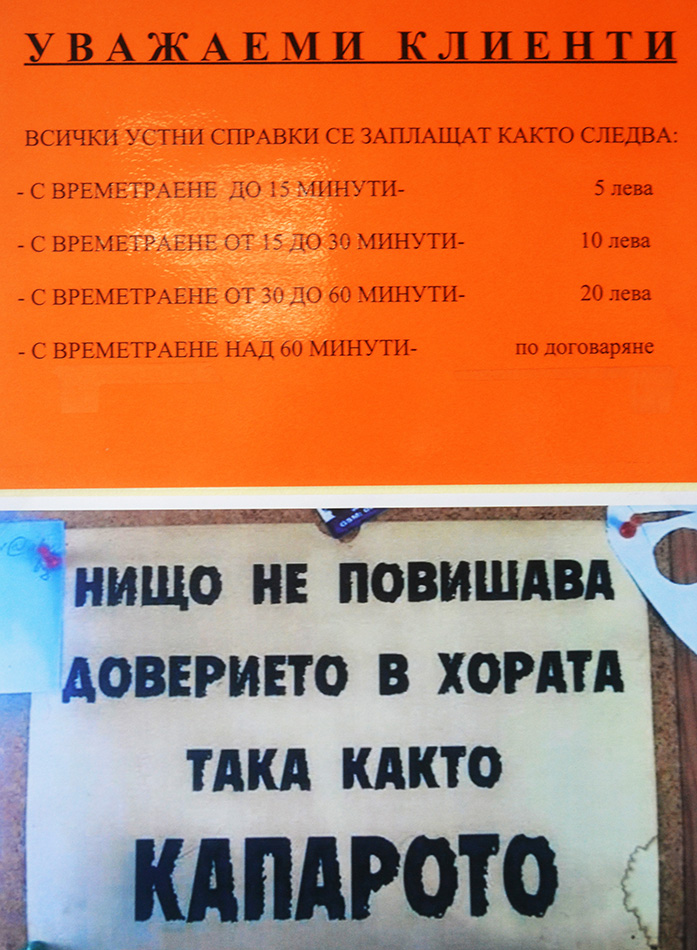 УВАЖАЕМИ КЛИЕНТИ
ВСИЧКИ УСТНИ СПРАВКИ СЕ ЗАПЛАЩАТ КАКТО СЛЕДВА:
- С ВРЕМЕТРАЕНЕ ДО 15 МИНУТИ- 5 лева
- С ВРЕМЕТРАЕНЕ ОТ 15 ДО 30 МИНУТИ- 10 лева
- С ВРЕМЕТРАЕНЕ ОТ 30 ДО 60 МИНУТИ- 20 лева
- С ВРЕМЕТРАЕНЕ НАД 60 МИНУТИ- по договаряне
НИЩО НЕ ПОВИШАВА
ДОВЕРИЕТО В ХОРАТА
ТАКА КАКТО
КАПАРОТО